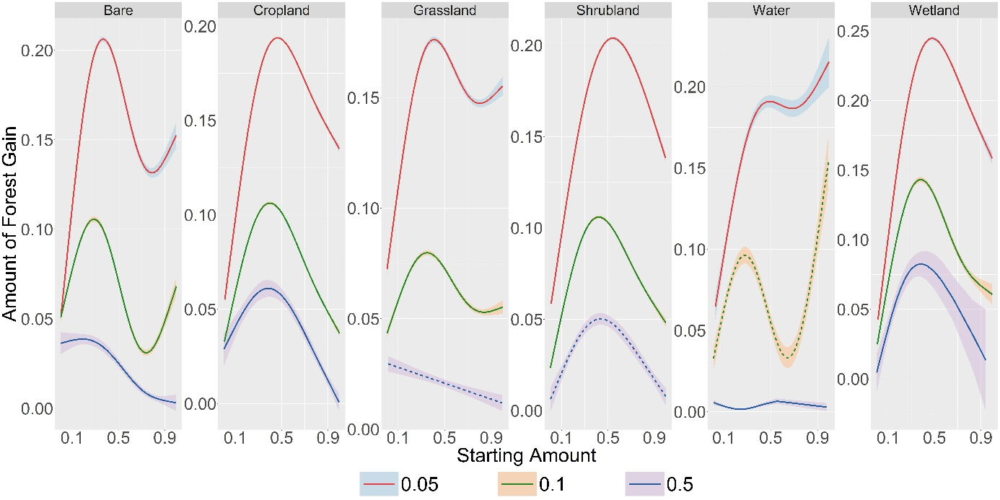 Bare Cropland Grassland Shrubland Water Wetland
Amount of Forest Gain
0.20 0.15 0.10 0.05 0.00
0.20 0.15 0.10 0.05 0.00
0.15 0.10 0.05 0.00
0.20 0.15 0.10 0.05 0.00
0.20 0.15 0.10 0.05 0.00
0.25 0.20 0.15 0.10 0.05 0.00
0.1 0.5 0.9 0.1 0.5 0.9 0.1 0.5 0.9 0.1 0.5 0.9 0.1 0.5 0.9 0.1 0.5 0.9
Starting Amount
0.05 0.1 0.5